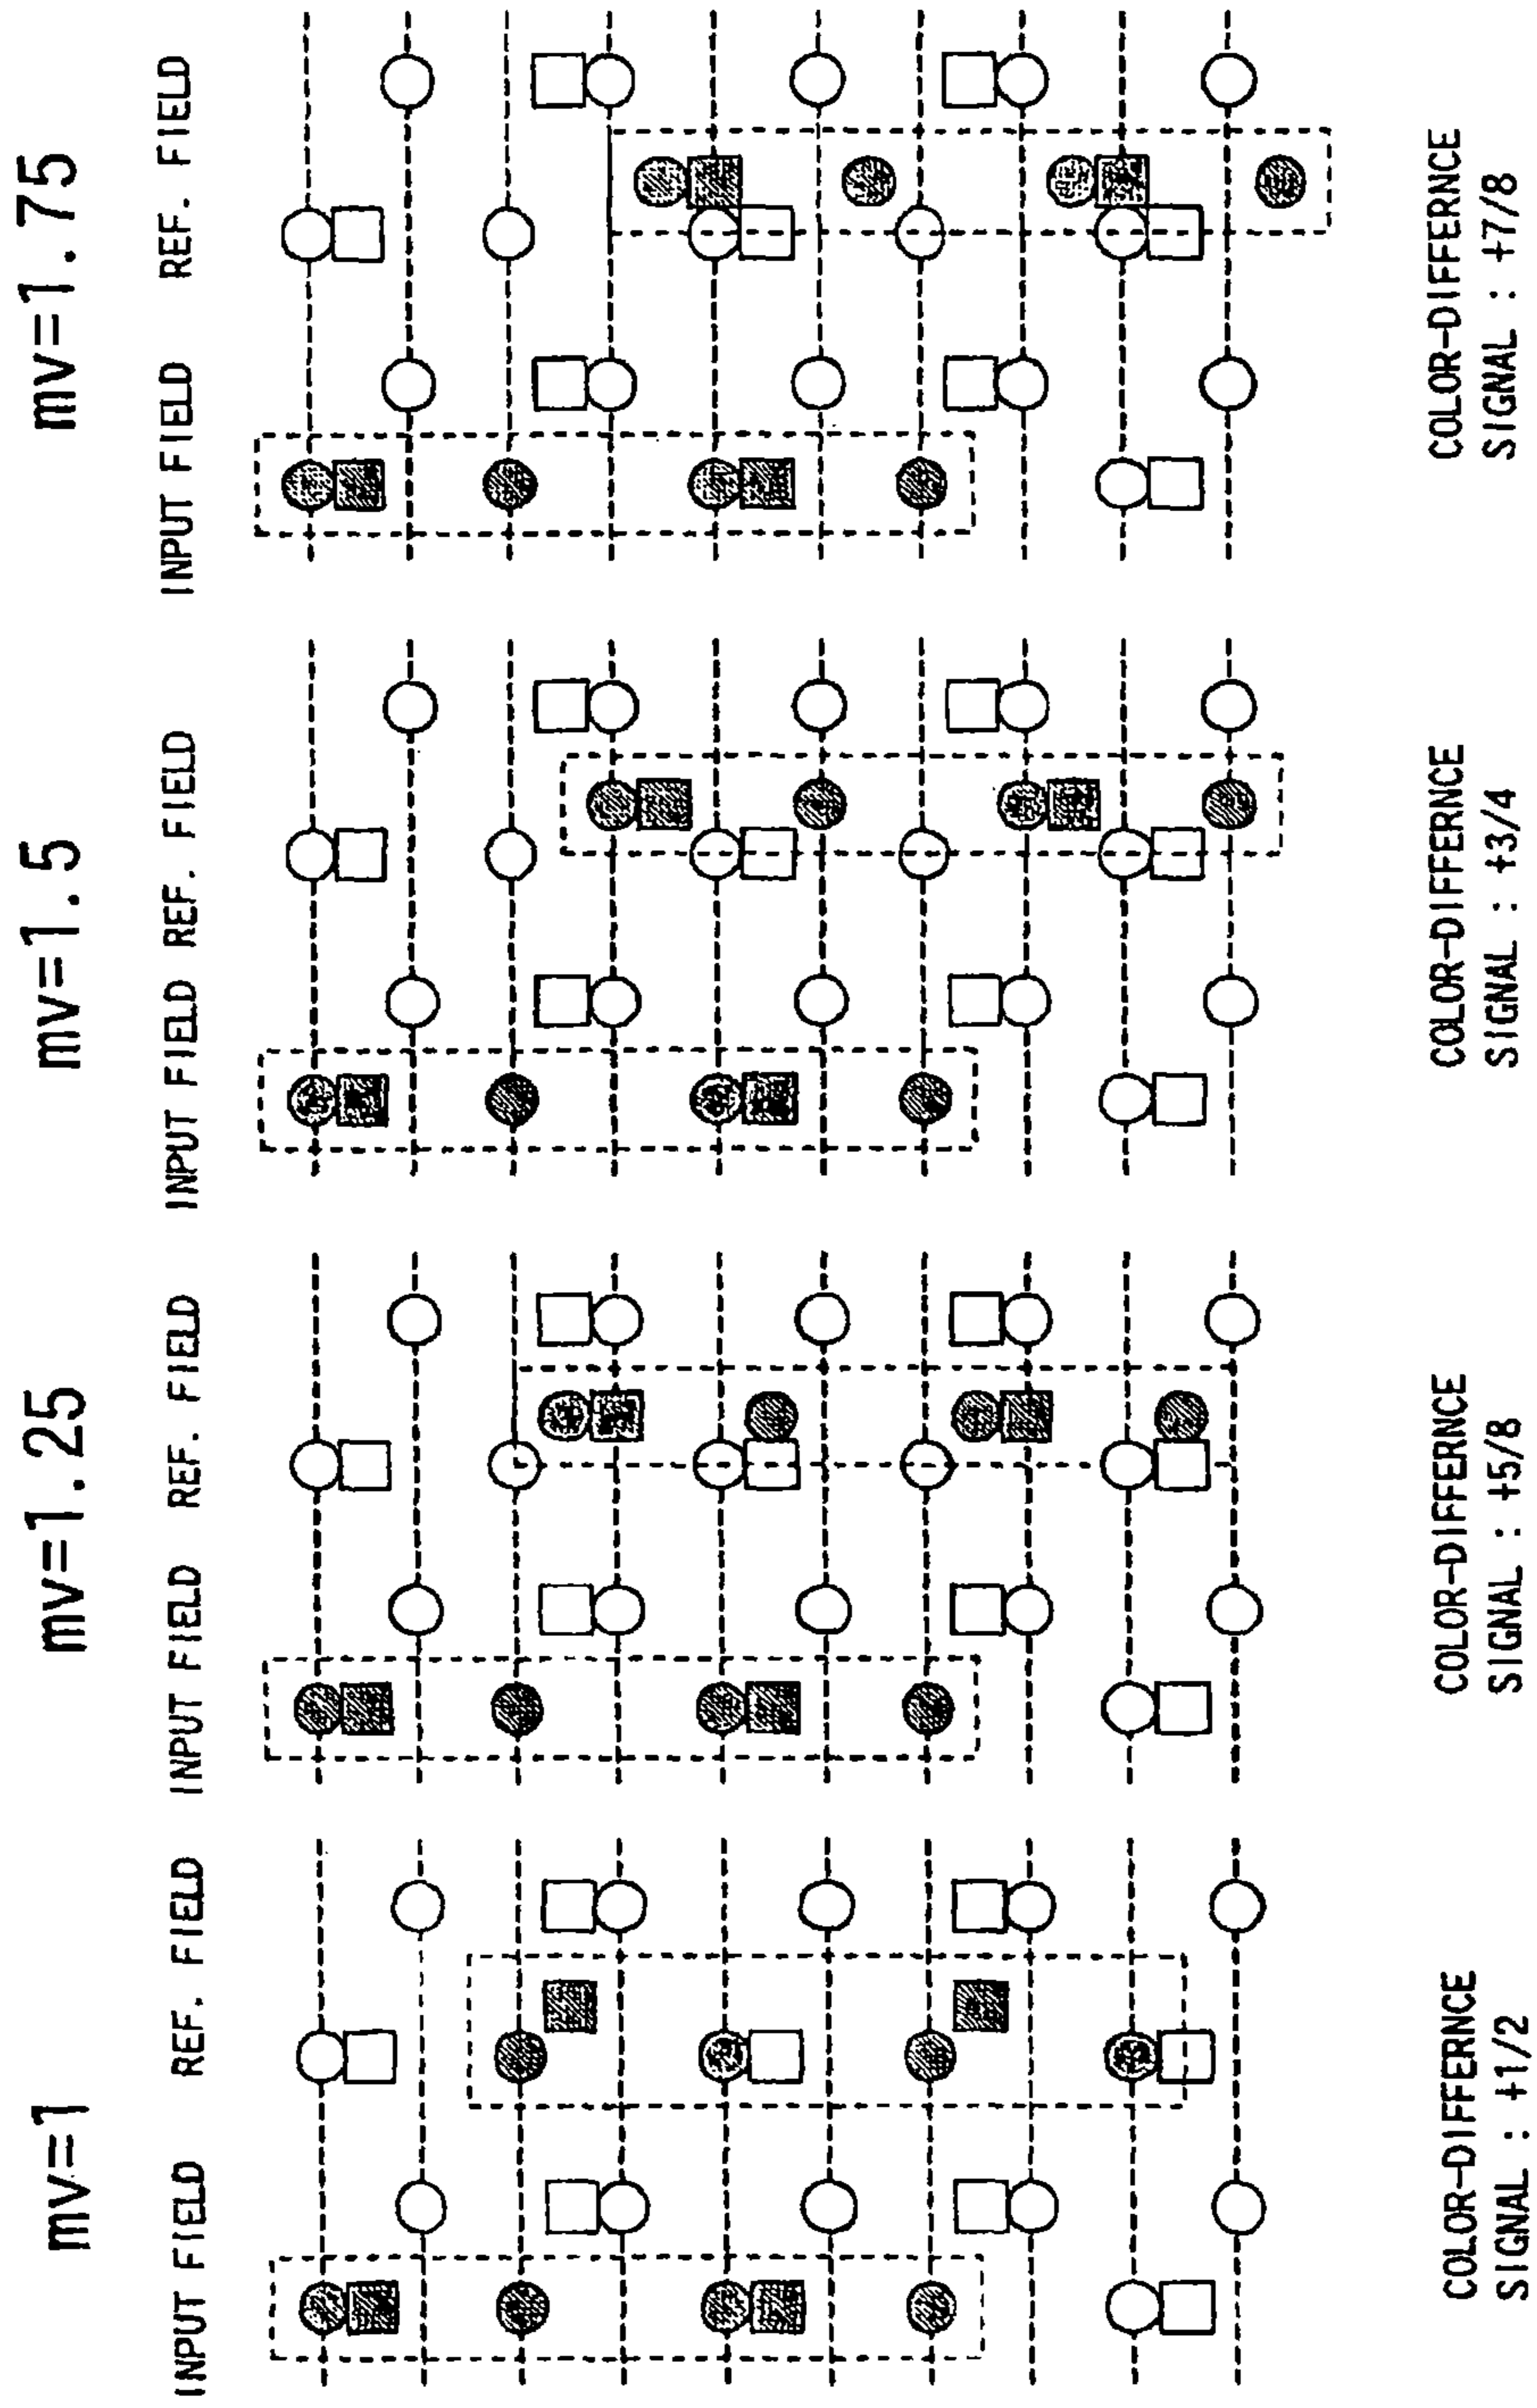 mv=1
mv=1.25
mv=1.5
mv=1.75
INPUT FIELD REF. FIELD
INPUT FIELD REF. FIELD
INPUT FIELD REF. FIELD
INPUT FIELD REF. FIELD
COLOR-DIFFERNCE
SIGNAL : +1/2
COLOR-DIFFERNCE
SIGNAL : +5/8
COLOR-DIFFERNCE
SIGNAL : +3/4
COLOR-DIFFERNCE
SIGNAL : +7/8